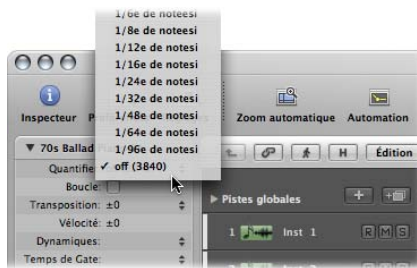 1/6e de noteesi
1/8e de noteesi
1/12e de notesi
1/16e de notesi
1/24e de notesi
1/32e de notesi
1/48e de notesi
1/64e de notesi
1/96e de notesi
✓ off (3840)
Inspecteur
Zoom automatique
Automation
▼ 70s Ballad
H
Édition
Quantifie
Boucle:
Transposition: ±0
Vélocité: ±0
Dynamiques:
Temps de Gate:
▶ Pistes globales
1
Inst 1
R M S